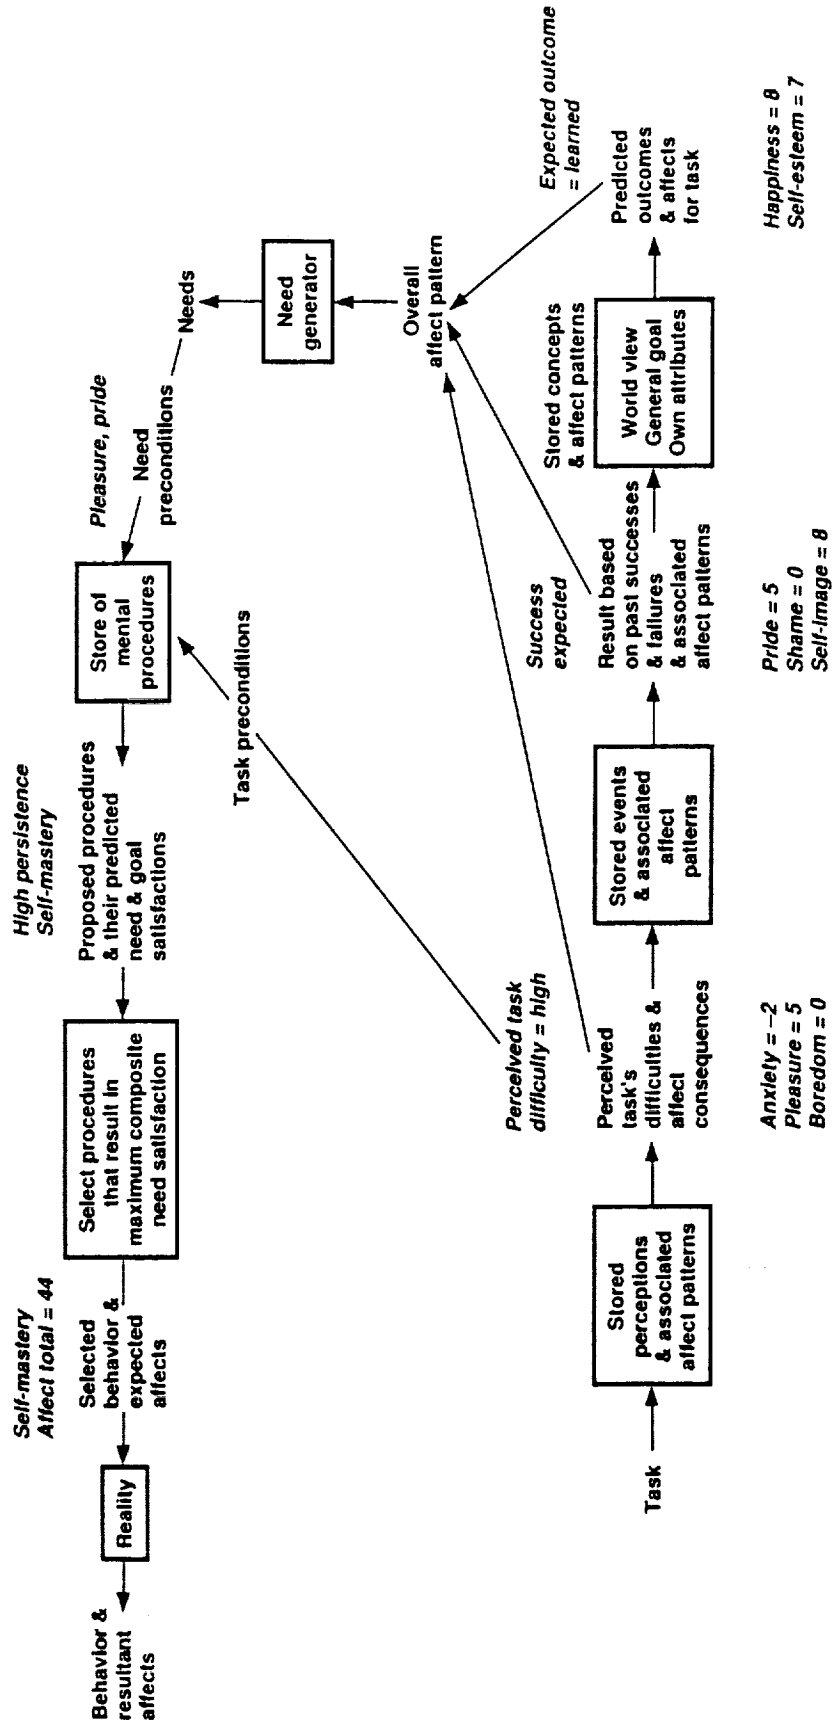 Self-mastery
Affect total = 44
High persistence
Self-mastery
Pleasure, pride
Behavior &
resultant
affects
Reality
Selected
behavior &
expected
affects
Select procedures
that result in
maximum composite
need satisfaction
Proposed procedures
& their predicted
need & goal
satisfactions
Store of
mental
procedures
Need
preconditions
Needs
Task preconditions
Need
generator
Overall
affect pattern
Perceived task
difficulty = high
Success
expected
Stored concepts
& affect patterns
Expected outcome
= learned
Task
Stored
perceptions
& associated
affect patterns
Perceived
task's
difficulties &
affect
consequences
Stored events
& associated
affect
patterns
Result based
on past successes
& failures
& associated
affect patterns
World view
General goal
Own attributes
Predicted
outcomes
& affects
for task
Anxiety = –2
Pleasure = 5
Boredom = 0
Pride = 5
Shame = 0
Self-image = 8
Happiness = 8
Self-esteem = 7